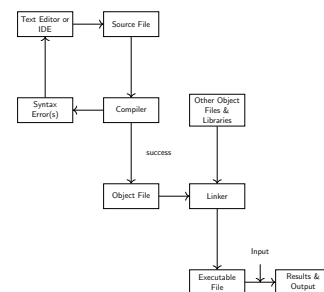 Text Editor or
IDE
Source File
Syntax
Error(s)
Compiler
Other Object
Files &
Libraries
success
Object File
Linker
Input
Executable
File
Results &
Output